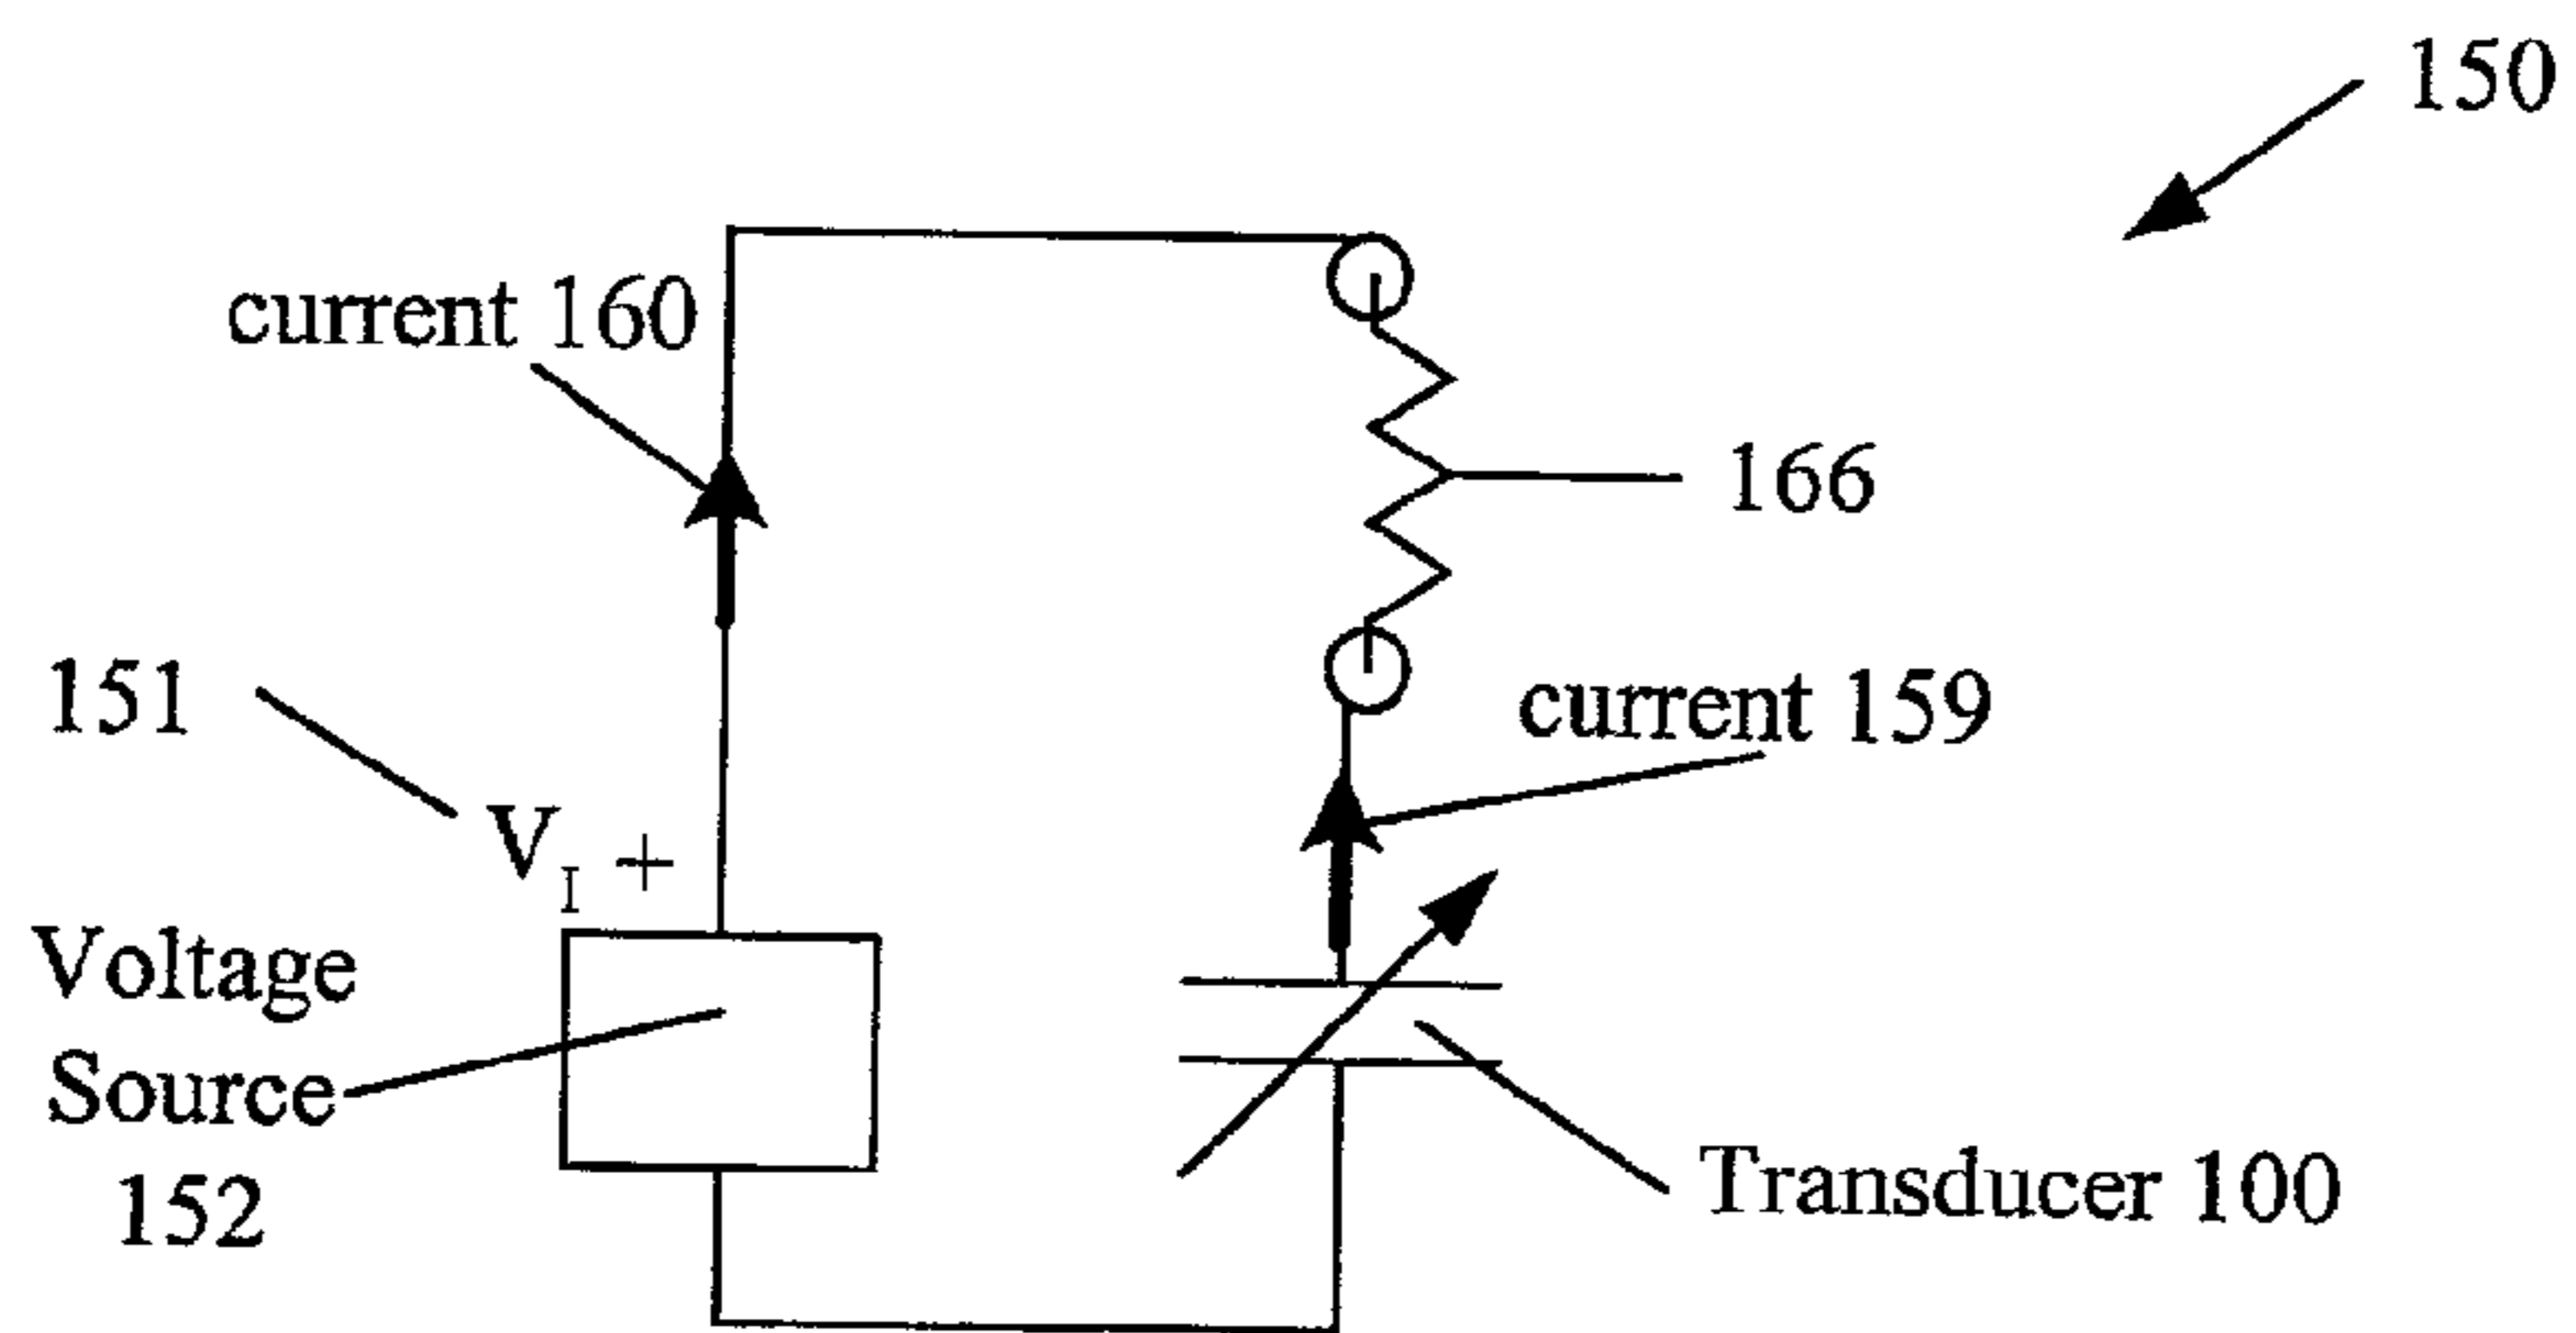 150
current 160
166
151
current 159
V_I +
Voltage
Source
152
Transducer 100